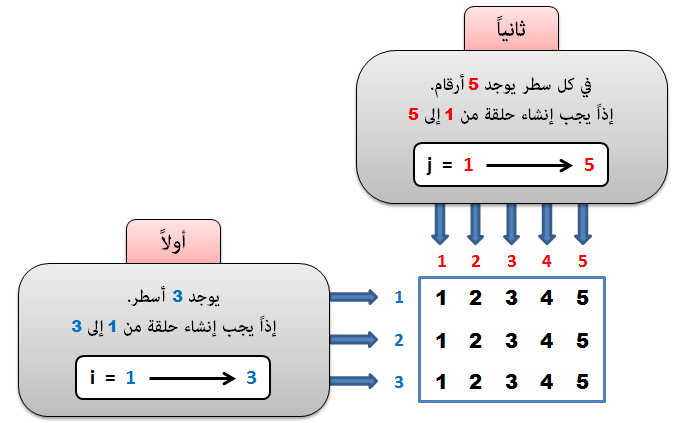 ثانياً
في كل سطر يوجد 5 أرقام.
إذاً يجب إنشاء حلقة من 1 إلى 5
j = 1 5
أولاً
يوجد 3 أسطر.
إذاً يجب إنشاء حلقة من 1 إلى 3
i = 1 3
1 2 3 4 5
1 1 2 3 4 5
2 1 2 3 4 5
3 1 2 3 4 5